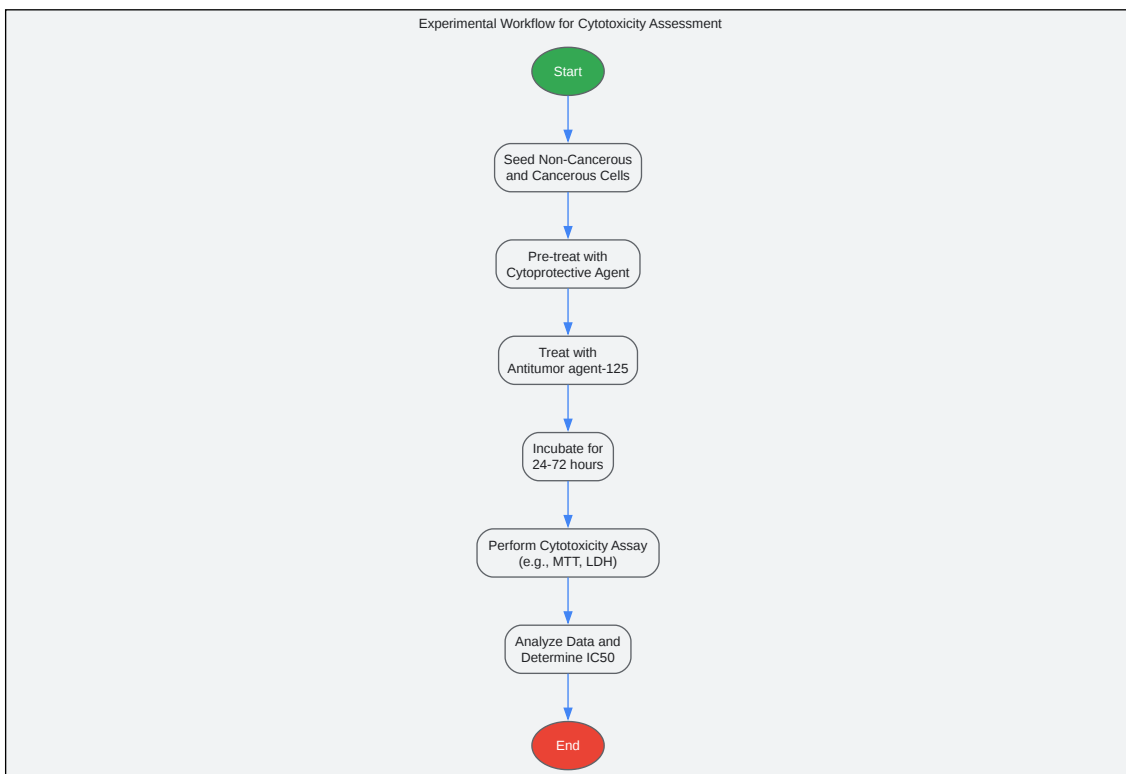 Experimental Workflow for Cytotoxicity Assessment
Start
Seed Non-Cancerous
and Cancerous Cells
Pre-treat with
Cytoprotective Agent
Treat with
Antitumor agent-125
Incubate for
24-72 hours
Perform Cytotoxicity Assay
(e.g., MTT, LDH)
Analyze Data and
Determine IC50
End